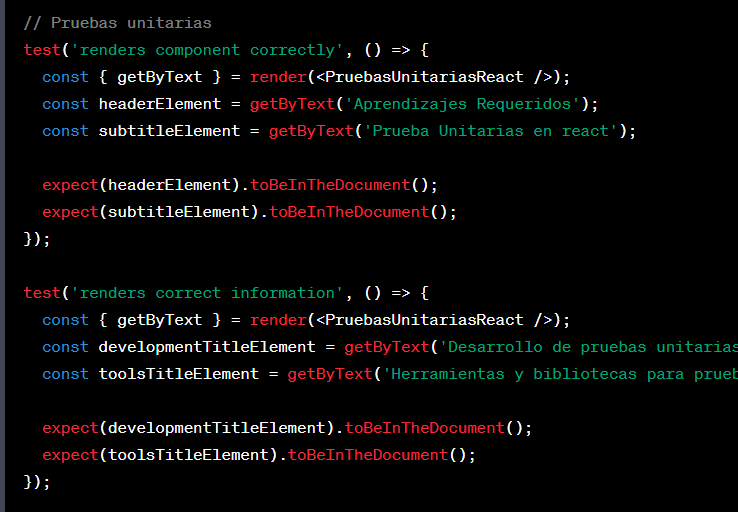 // Pruebas unitarias
test('renders component correctly', () => {
  const { getByText } = render(<PruebasUnitariasReact />);
  const headerElement = getByText('Aprendizajes Requeridos');
  const subtitleElement = getByText('Prueba Unitarias en react');

  expect(headerElement).toBeInTheDocument();
  expect(subtitleElement).toBeInTheDocument();
});

test('renders correct information', () => {
  const { getByText } = render(<PruebasUnitariasReact />);
  const developmentTitleElement = getByText('Desarrollo de pruebas unitarias
  const toolsTitleElement = getByText('Herramientas y bibliotecas para prueb

  expect(developmentTitleElement).toBeInTheDocument();
  expect(toolsTitleElement).toBeInTheDocument();
});